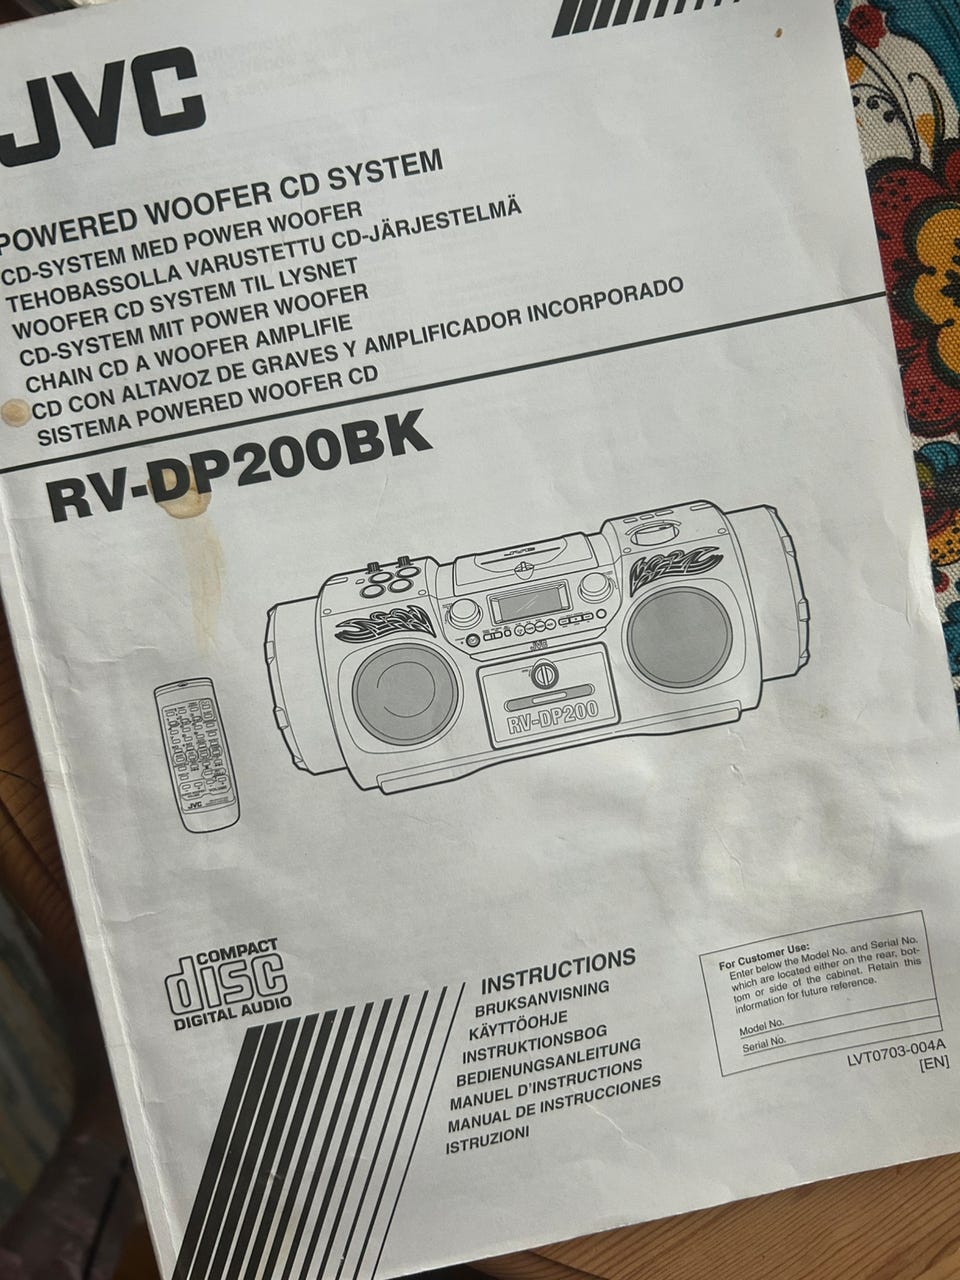 JVC
POWERED WOOFER CD SYSTEM
CD-SYSTEM MED POWER WOOFER
TEHOBASSOLLA VARUSTETTU CD-JÄRJESTELMÄ
WOOFER CD SYSTEM TIL LYSNET
CD-SYSTEM MIT POWER WOOFER
CHAIN CD A WOOFER AMPLIFIE
CD CON ALTAVOZ DE GRAVES Y AMPLIFICADOR INCORPORADO
SISTEMA POWERED WOOFER CD
RV-DP200BK
JVC
JVC
RV-DP200
JVC
COMPACT
disc
DIGITAL AUDIO
INSTRUCTIONS
BRUKSANVISNING
KÄYTTÖOHJE
INSTRUKTIONSBOG
BEDIENUNGSANLEITUNG
MANUEL D'INSTRUCTIONS
MANUAL DE INSTRUCCIONES
ISTRUZIONI
For Customer Use:
Enter below the Model No. and Serial No.
which are located either on the rear, bot-
tom or side of the cabinet. Retain this
information for future reference.
Model No.
Serial No.
LVT0703-004A
[EN]